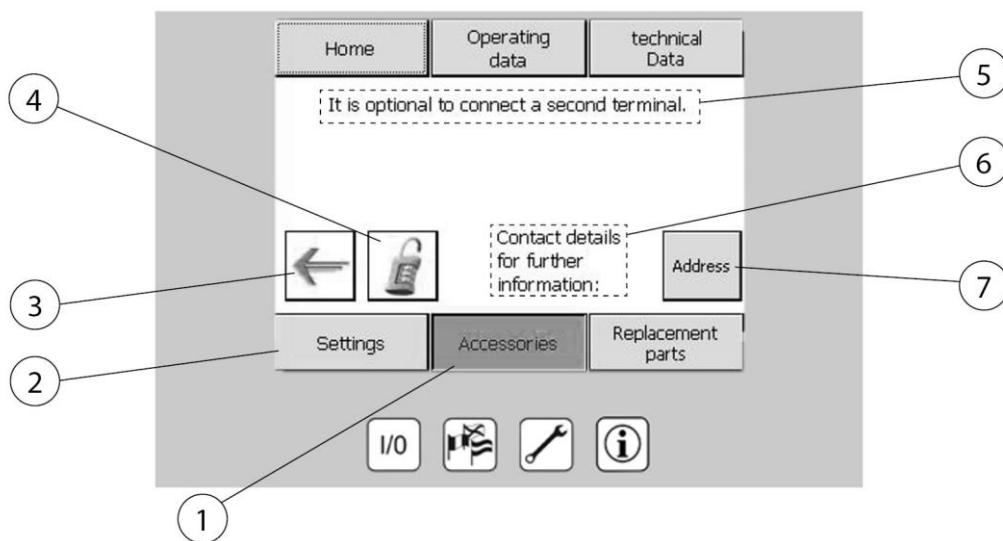 Home
Operating
data
technical
Data
It is optional to connect a second terminal.
5
4
6
Contact details
for further
information:
Address
3
7
Settings
Accessories
Replacement
parts
2
I/0
i
1